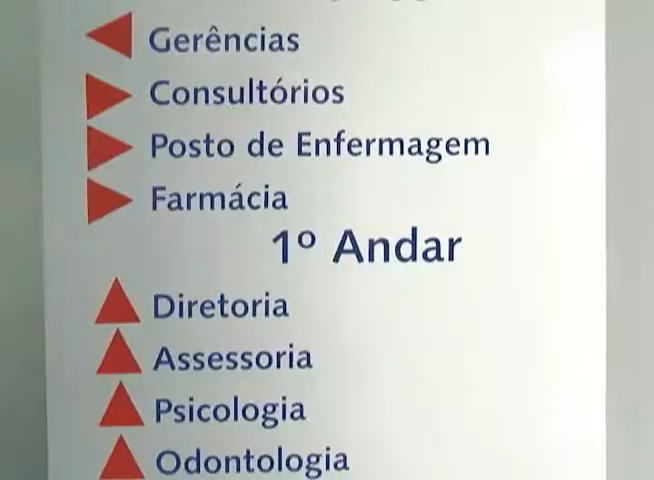 Gerências
Consultórios
Posto de Enfermagem
Farmácia
1º Andar
Diretoria
Assessoria
Psicologia
Odontologia